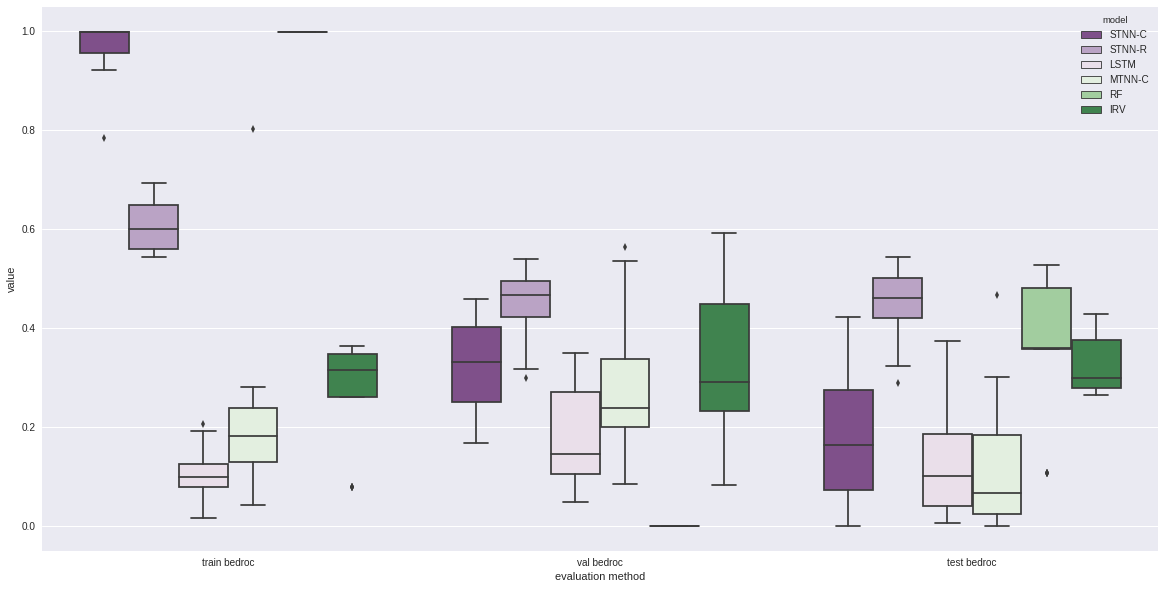 model
STNN-C
STNN-R
LSTM
MTNN-C
RF
IRV
1.0
0.8
0.6
0.4
0.2
0.0
value
train bedroc
val bedroc
test bedroc
evaluation method